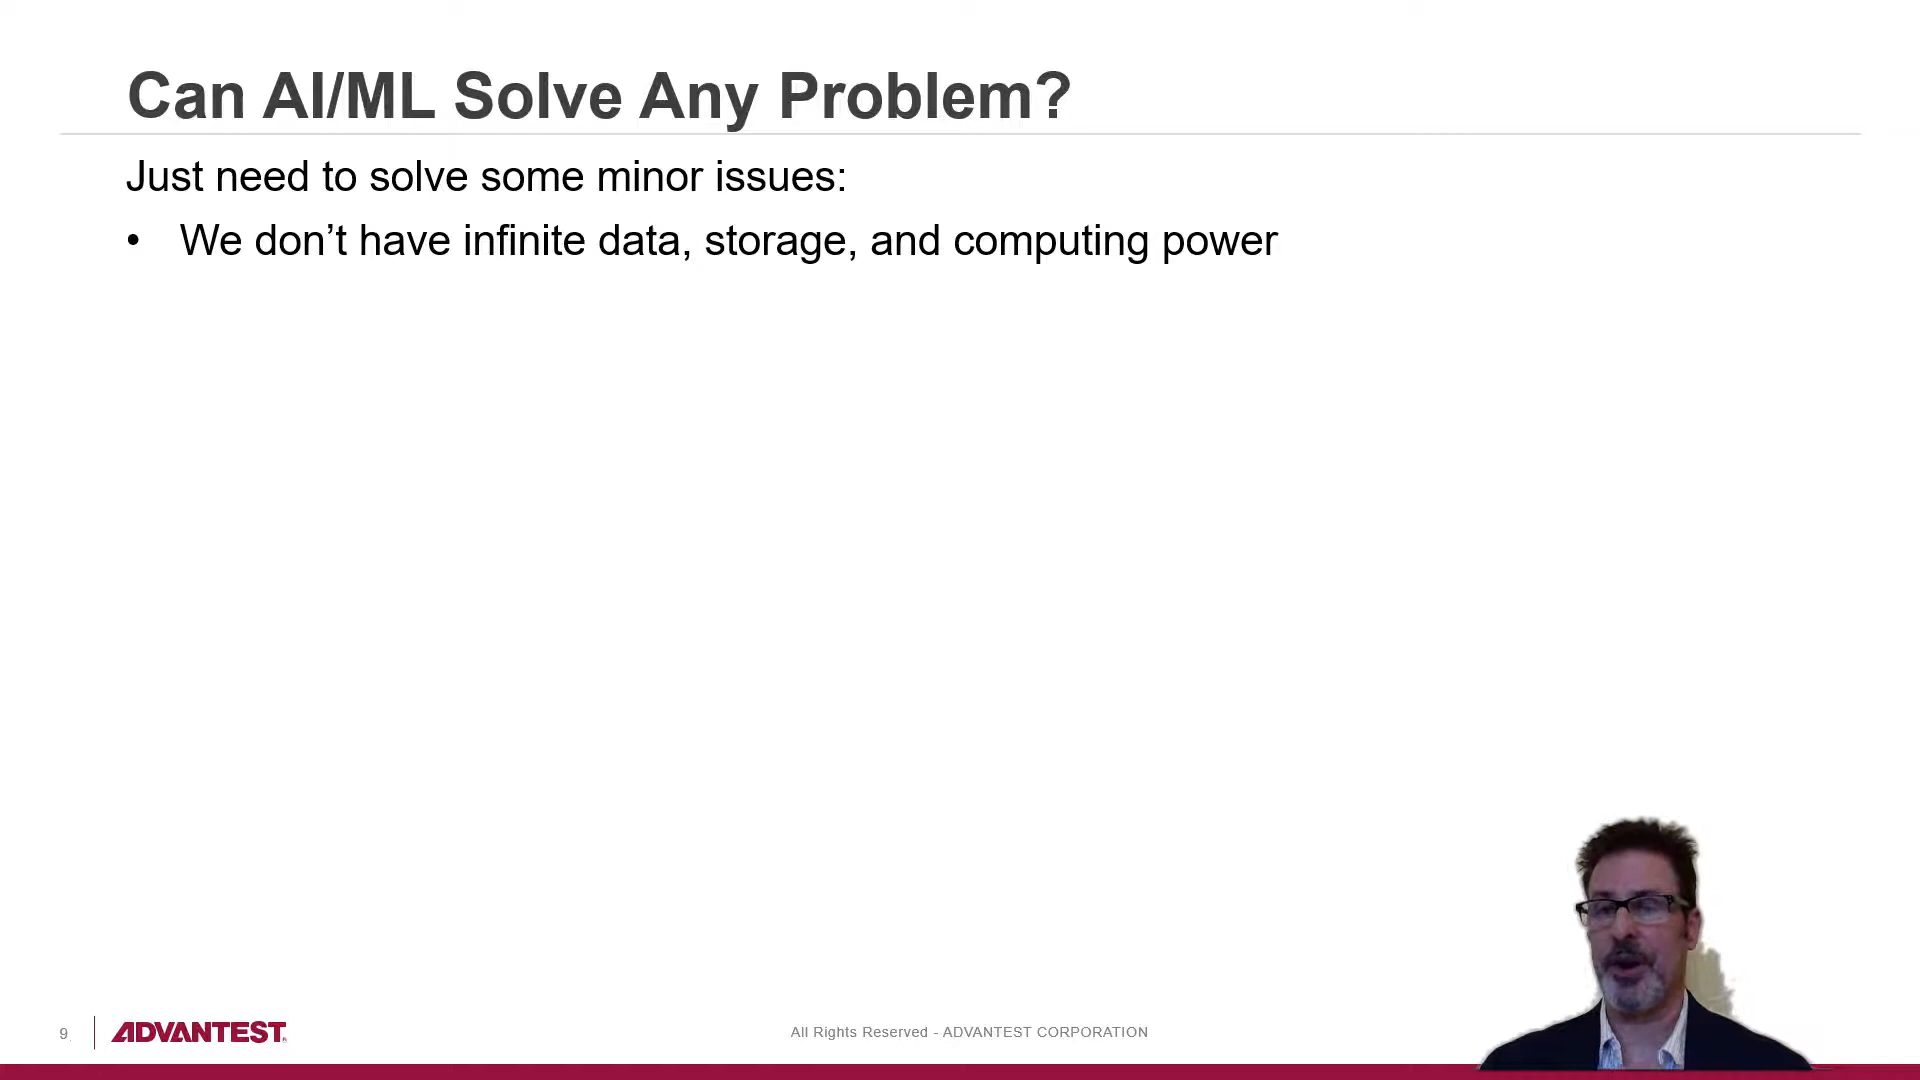 Can AI/ML Solve Any Problem?
Just need to solve some minor issues:
• We don’t have infinite data, storage, and computing power
9
ADVANTEST
All Rights Reserved - ADVANTEST CORPORATION